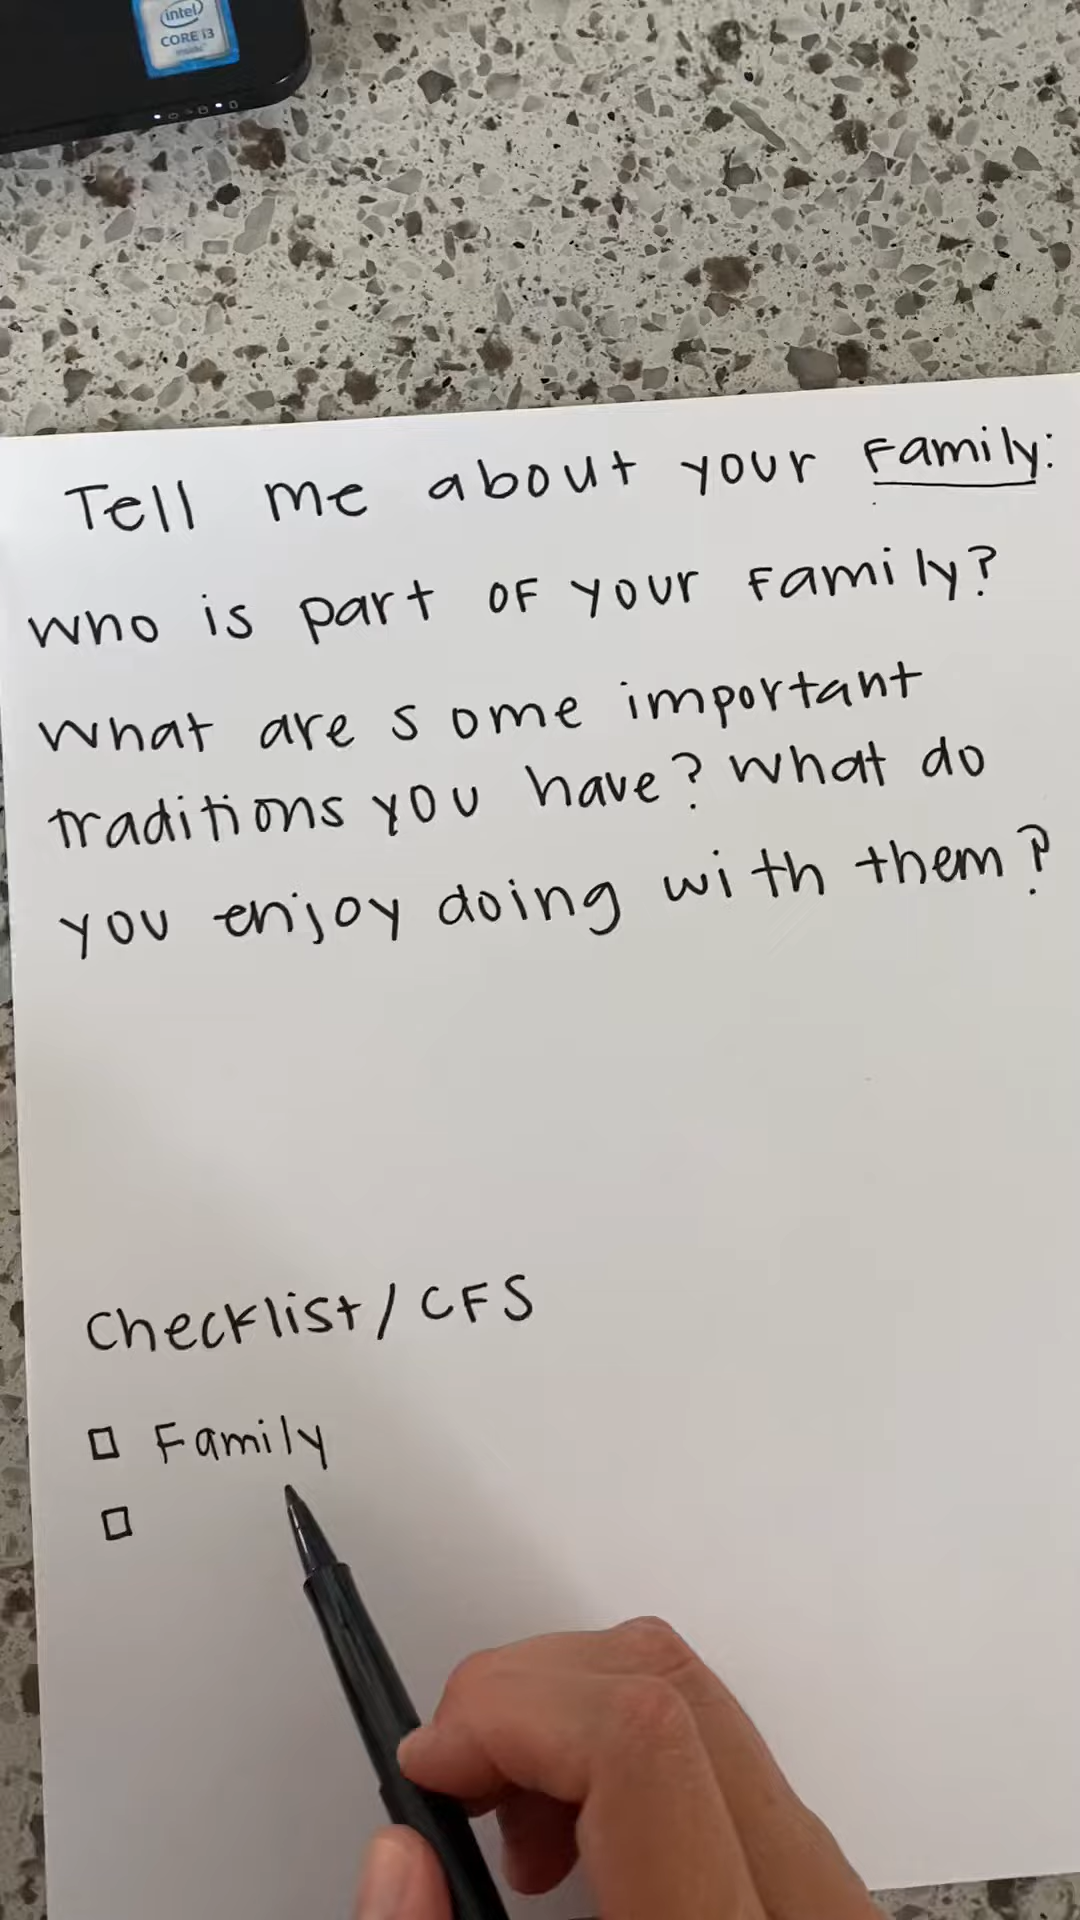 intel
CORE i3
inside
Tell me about your Family:
who is part of your Family?
what are some important
traditions you have? what do
you enjoy doing with them?
Checklist/CFS
Family